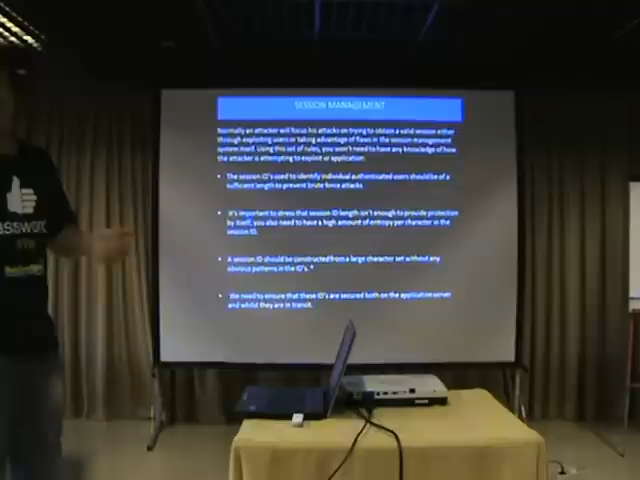 SESSION MANAGEMENT
Normally an attacker will focus his attacks on trying to obtain a valid session either
through exploiting users or taking advantage of flaws in the session management
system itself. Using this set of rules, you won't need to have any knowledge of how
the attacker is attempting to exploit ur application:
• The session ID's used to identify individual authenticated users should be of a
sufficient length to prevent brute force attacks
• It's important to stress that session ID length isn't enough to provide protection
by itself, you also need to have a high amount of entropy per character in the
session ID.
• A session ID should be constructed from a large character set without any
obvious patterns in the ID's.
• We need to ensure that these ID's are secured both on the application server
and whilst they are in transit.